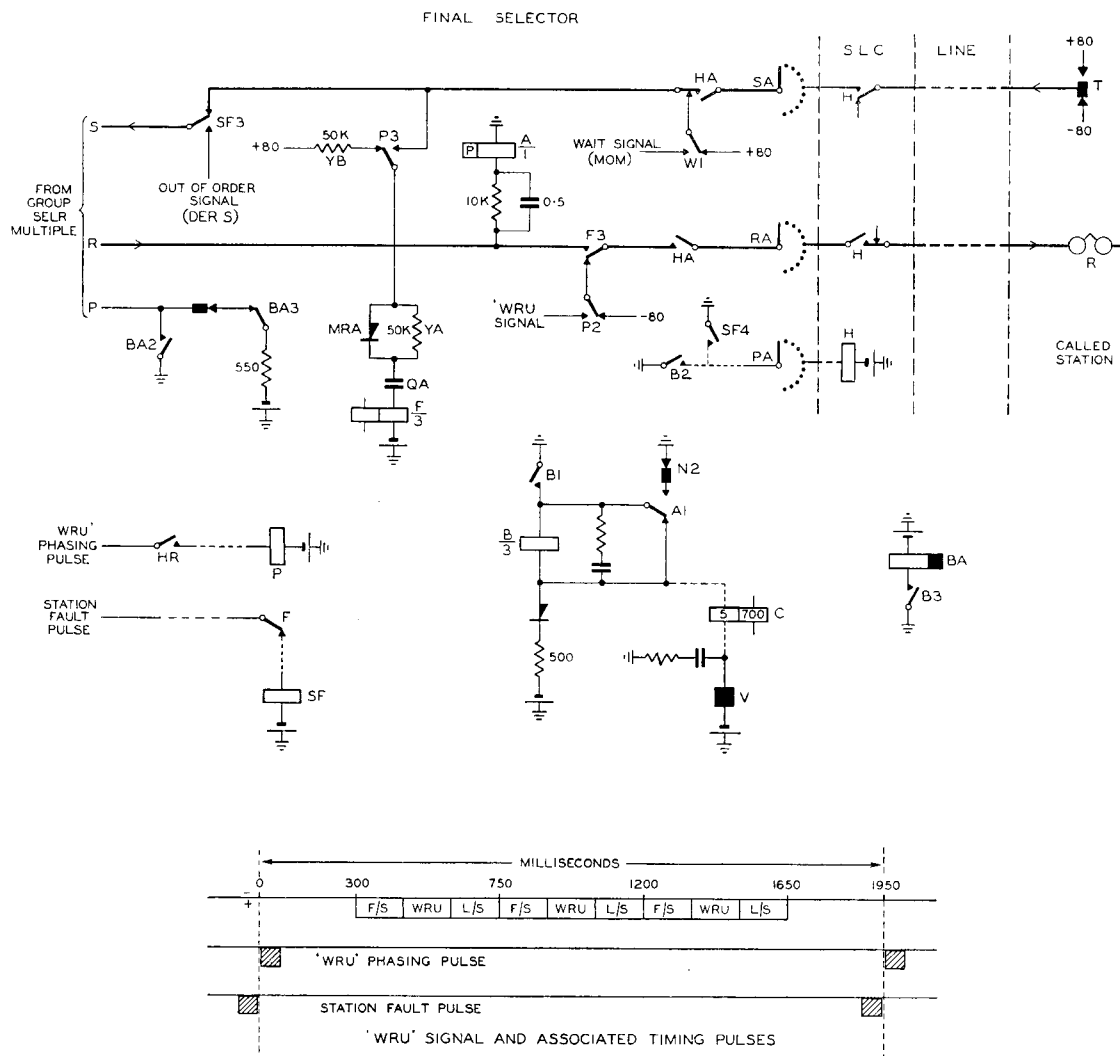 FINAL SELECTOR
SLC
LINE
+80
HA
SA
H
T
S
SF3
50K
P3
+80
YB
P
A
1
WAIT SIGNAL
(MOM)
W1
+80
-80
OUT OF ORDER
SIGNAL
(DER S)
FROM
GROUP
SELR
MULTIPLE
10K
0·5
R
F3
RA
H
HA
R
P
BA3
'WRU
SIGNAL
P2
-80
MRA
50K
YA
SF4
BA2
550
B2
PA
H
CALLED
STATION
QA
F
3
B1
N2
A1
WRU'
PHASING
PULSE
HR
P
B
3
BA
STATION
FAULT
PULSE
F
5
700
C
B3
500
SF
V
MILLISECONDS
0
300
750
1200
1650
1950
-
+
F/S
WRU
L/S
F/S
WRU
L/S
F/S
WRU
L/S
'WRU' PHASING PULSE
STATION FAULT PULSE
'WRU' SIGNAL AND ASSOCIATED TIMING PULSES